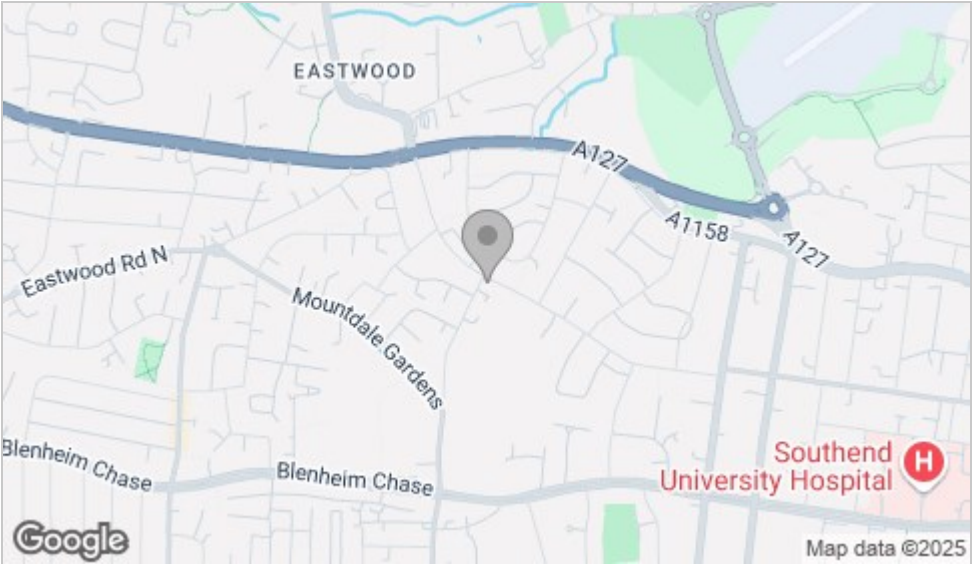 EASTWOOD
A127
A1158
A127
Eastwood Rd N
Mountdale Gardens
Blenheim Chase
Blenheim Chase
Southend
University Hospital
H
Google
Map data ©2025